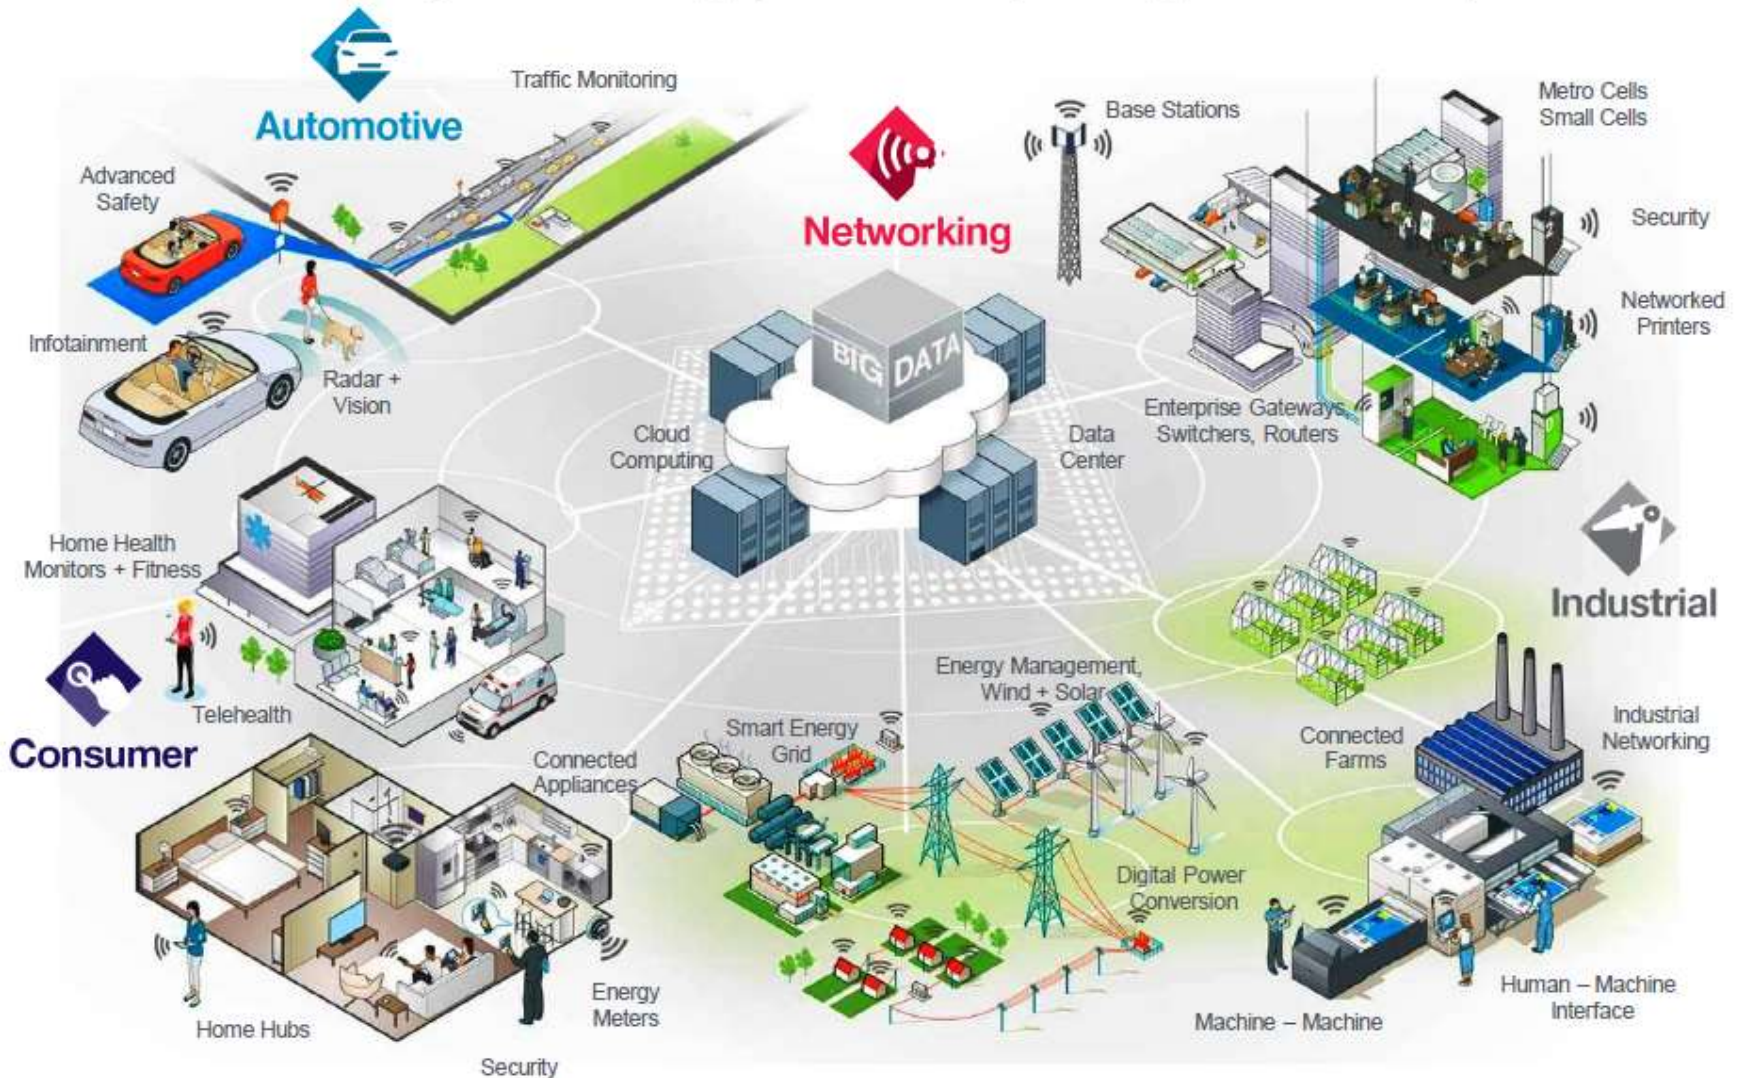 Automotive
Traffic Monitoring
Advanced
Safety
Infotainment
Radar +
Vision
Networking
Base Stations
Metro Cells
Small Cells
Security
Networked
Printers
Enterprise Gateways,
Switchers, Routers
BIG DATA
Cloud
Computing
Data
Center
Home Health
Monitors + Fitness
Telehealth
Consumer
Connected
Appliances
Home Hubs
Energy
Meters
Security
Smart Energy
Grid
Energy Management,
Wind + Solar
Digital Power
Conversion
Industrial
Connected
Farms
Industrial
Networking
Machine – Machine
Human – Machine
Interface